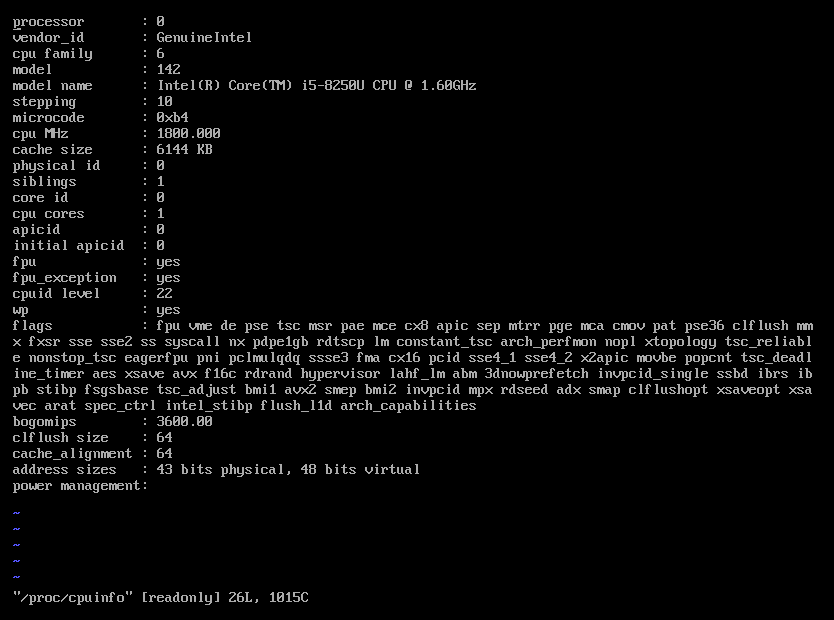 processor       : 0
vendor_id       : GenuineIntel
cpu family      : 6
model           : 142
model name      : Intel(R) Core(TM) i5-8250U CPU @ 1.60GHz
stepping        : 10
microcode       : 0xb4
cpu MHz         : 1800.000
cache size      : 6144 KB
physical id     : 0
siblings        : 1
core id         : 0
cpu cores       : 1
apicid          : 0
initial apicid  : 0
fpu             : yes
fpu_exception   : yes
cpuid level     : 22
wp              : yes
flags           : fpu vme de pse tsc msr pae mce cx8 apic sep mtrr pge mca cmov pat pse36 clflush mm
x fxsr sse sse2 ss syscall nx pdpe1gb rdtscp lm constant_tsc arch_perfmon nopl xtopology tsc_reliabl
e nonstop_tsc eagerfpu pni pclmulqdq ssse3 fma cx16 pcid sse4_1 sse4_2 x2apic movbe popcnt tsc_deadl
ine_timer aes xsave avx f16c rdrand hypervisor lahf_lm abm 3dnowprefetch invpcid_single ssbd ibrs ib
pb stibp fsgsbase tsc_adjust bmi1 avx2 smep bmi2 invpcid mpx rdseed adx smap clflushopt xsaveopt xsa
vec arat spec_ctrl intel_stibp flush_l1d arch_capabilities
bogomips        : 3600.00
clflush size    : 64
cache_alignment : 64
address sizes   : 43 bits physical, 48 bits virtual
power management:
~
~
~
~
~
"/proc/cpuinfo" [readonly] 26L, 1015C